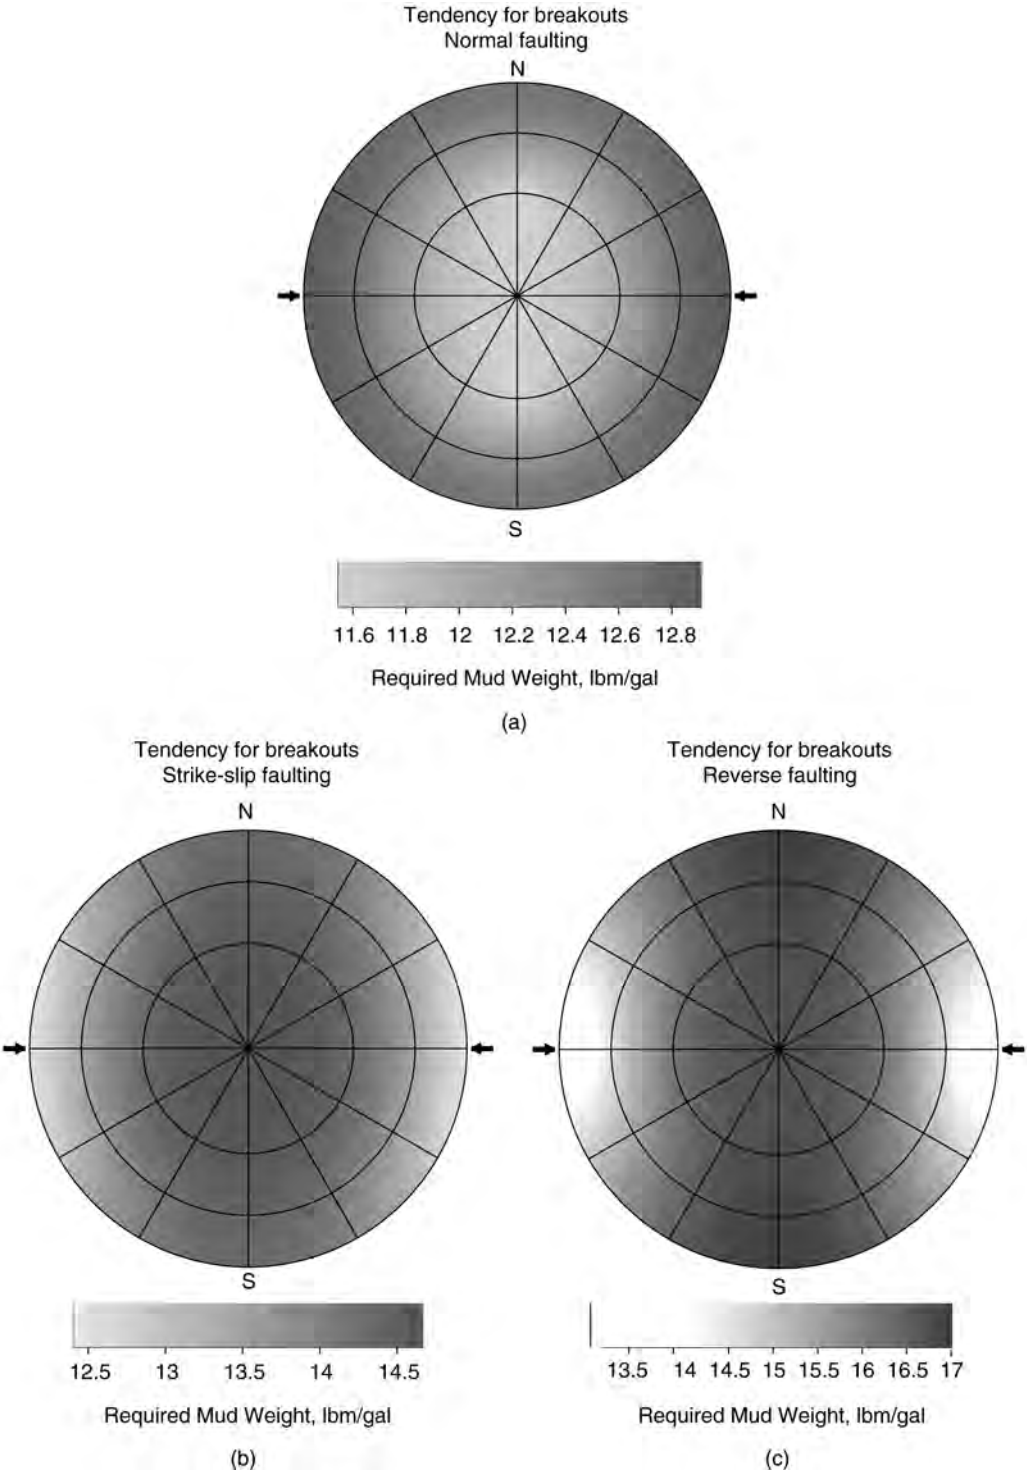 Tendency for breakouts
Normal faulting
N
S
11.6 11.8 12 12.2 12.4 12.6 12.8
Required Mud Weight, lbm/gal
(a)
Tendency for breakouts
Strike-slip faulting
N
S
12.5 13 13.5 14 14.5
Required Mud Weight, lbm/gal
(b)
Tendency for breakouts
Reverse faulting
N
S
13.5 14 14.5 15 15.5 16 16.5 17
Required Mud Weight, lbm/gal
(c)